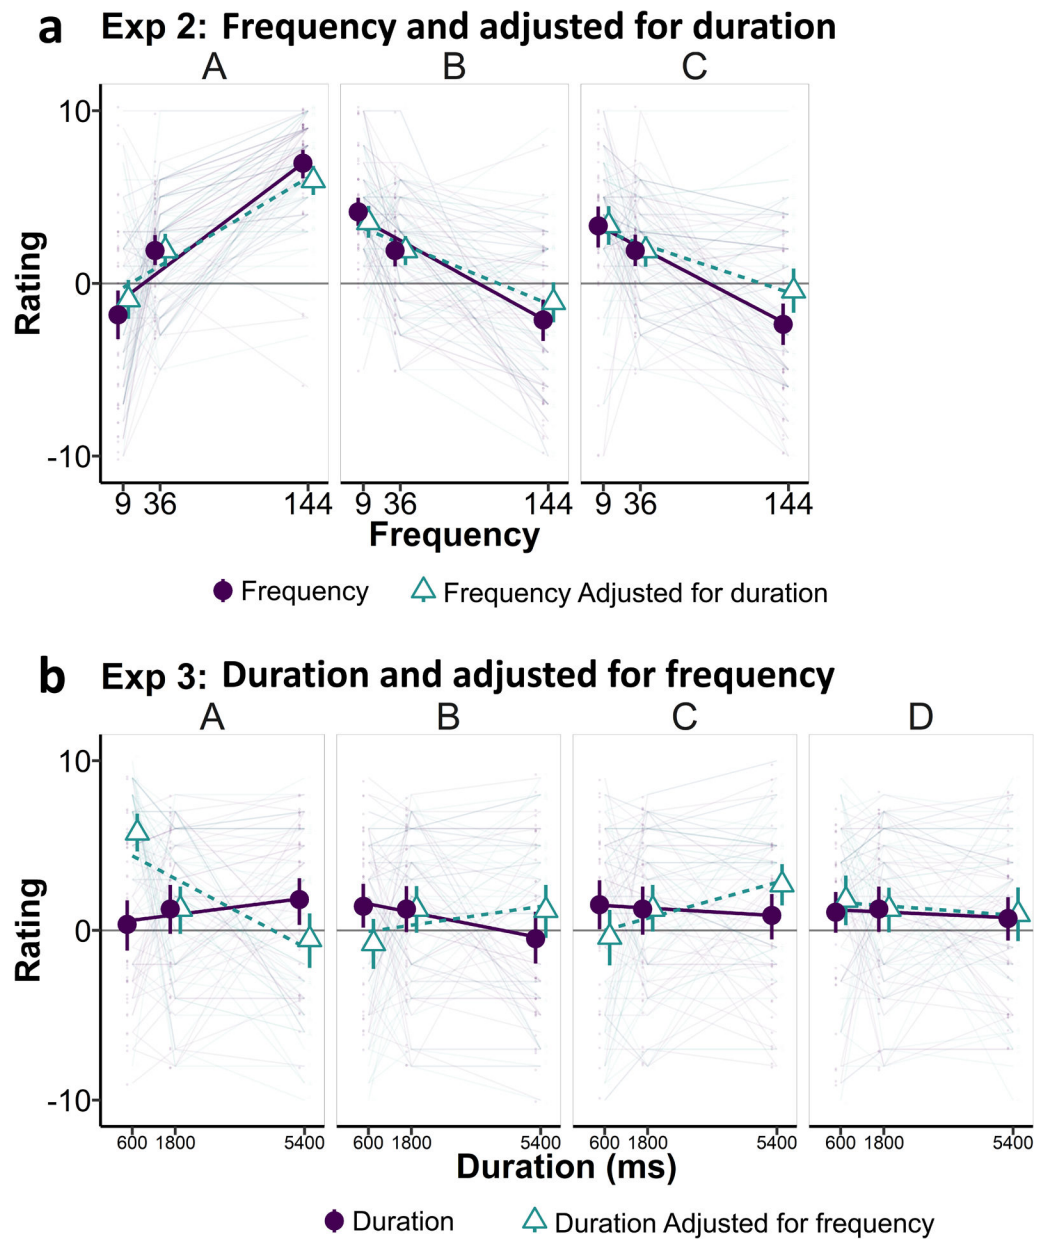 a Exp 2: Frequency and adjusted for duration
A B C
10
0
-10
Rating
9 36 144 9 36 144 9 36 144
Frequency
Frequency Frequency Adjusted for duration
b Exp 3: Duration and adjusted for frequency
A B C D
10
0
-10
Rating
600 1800 5400 600 1800 5400 600 1800 5400 600 1800 5400
Duration (ms)
Duration Duration Adjusted for frequency